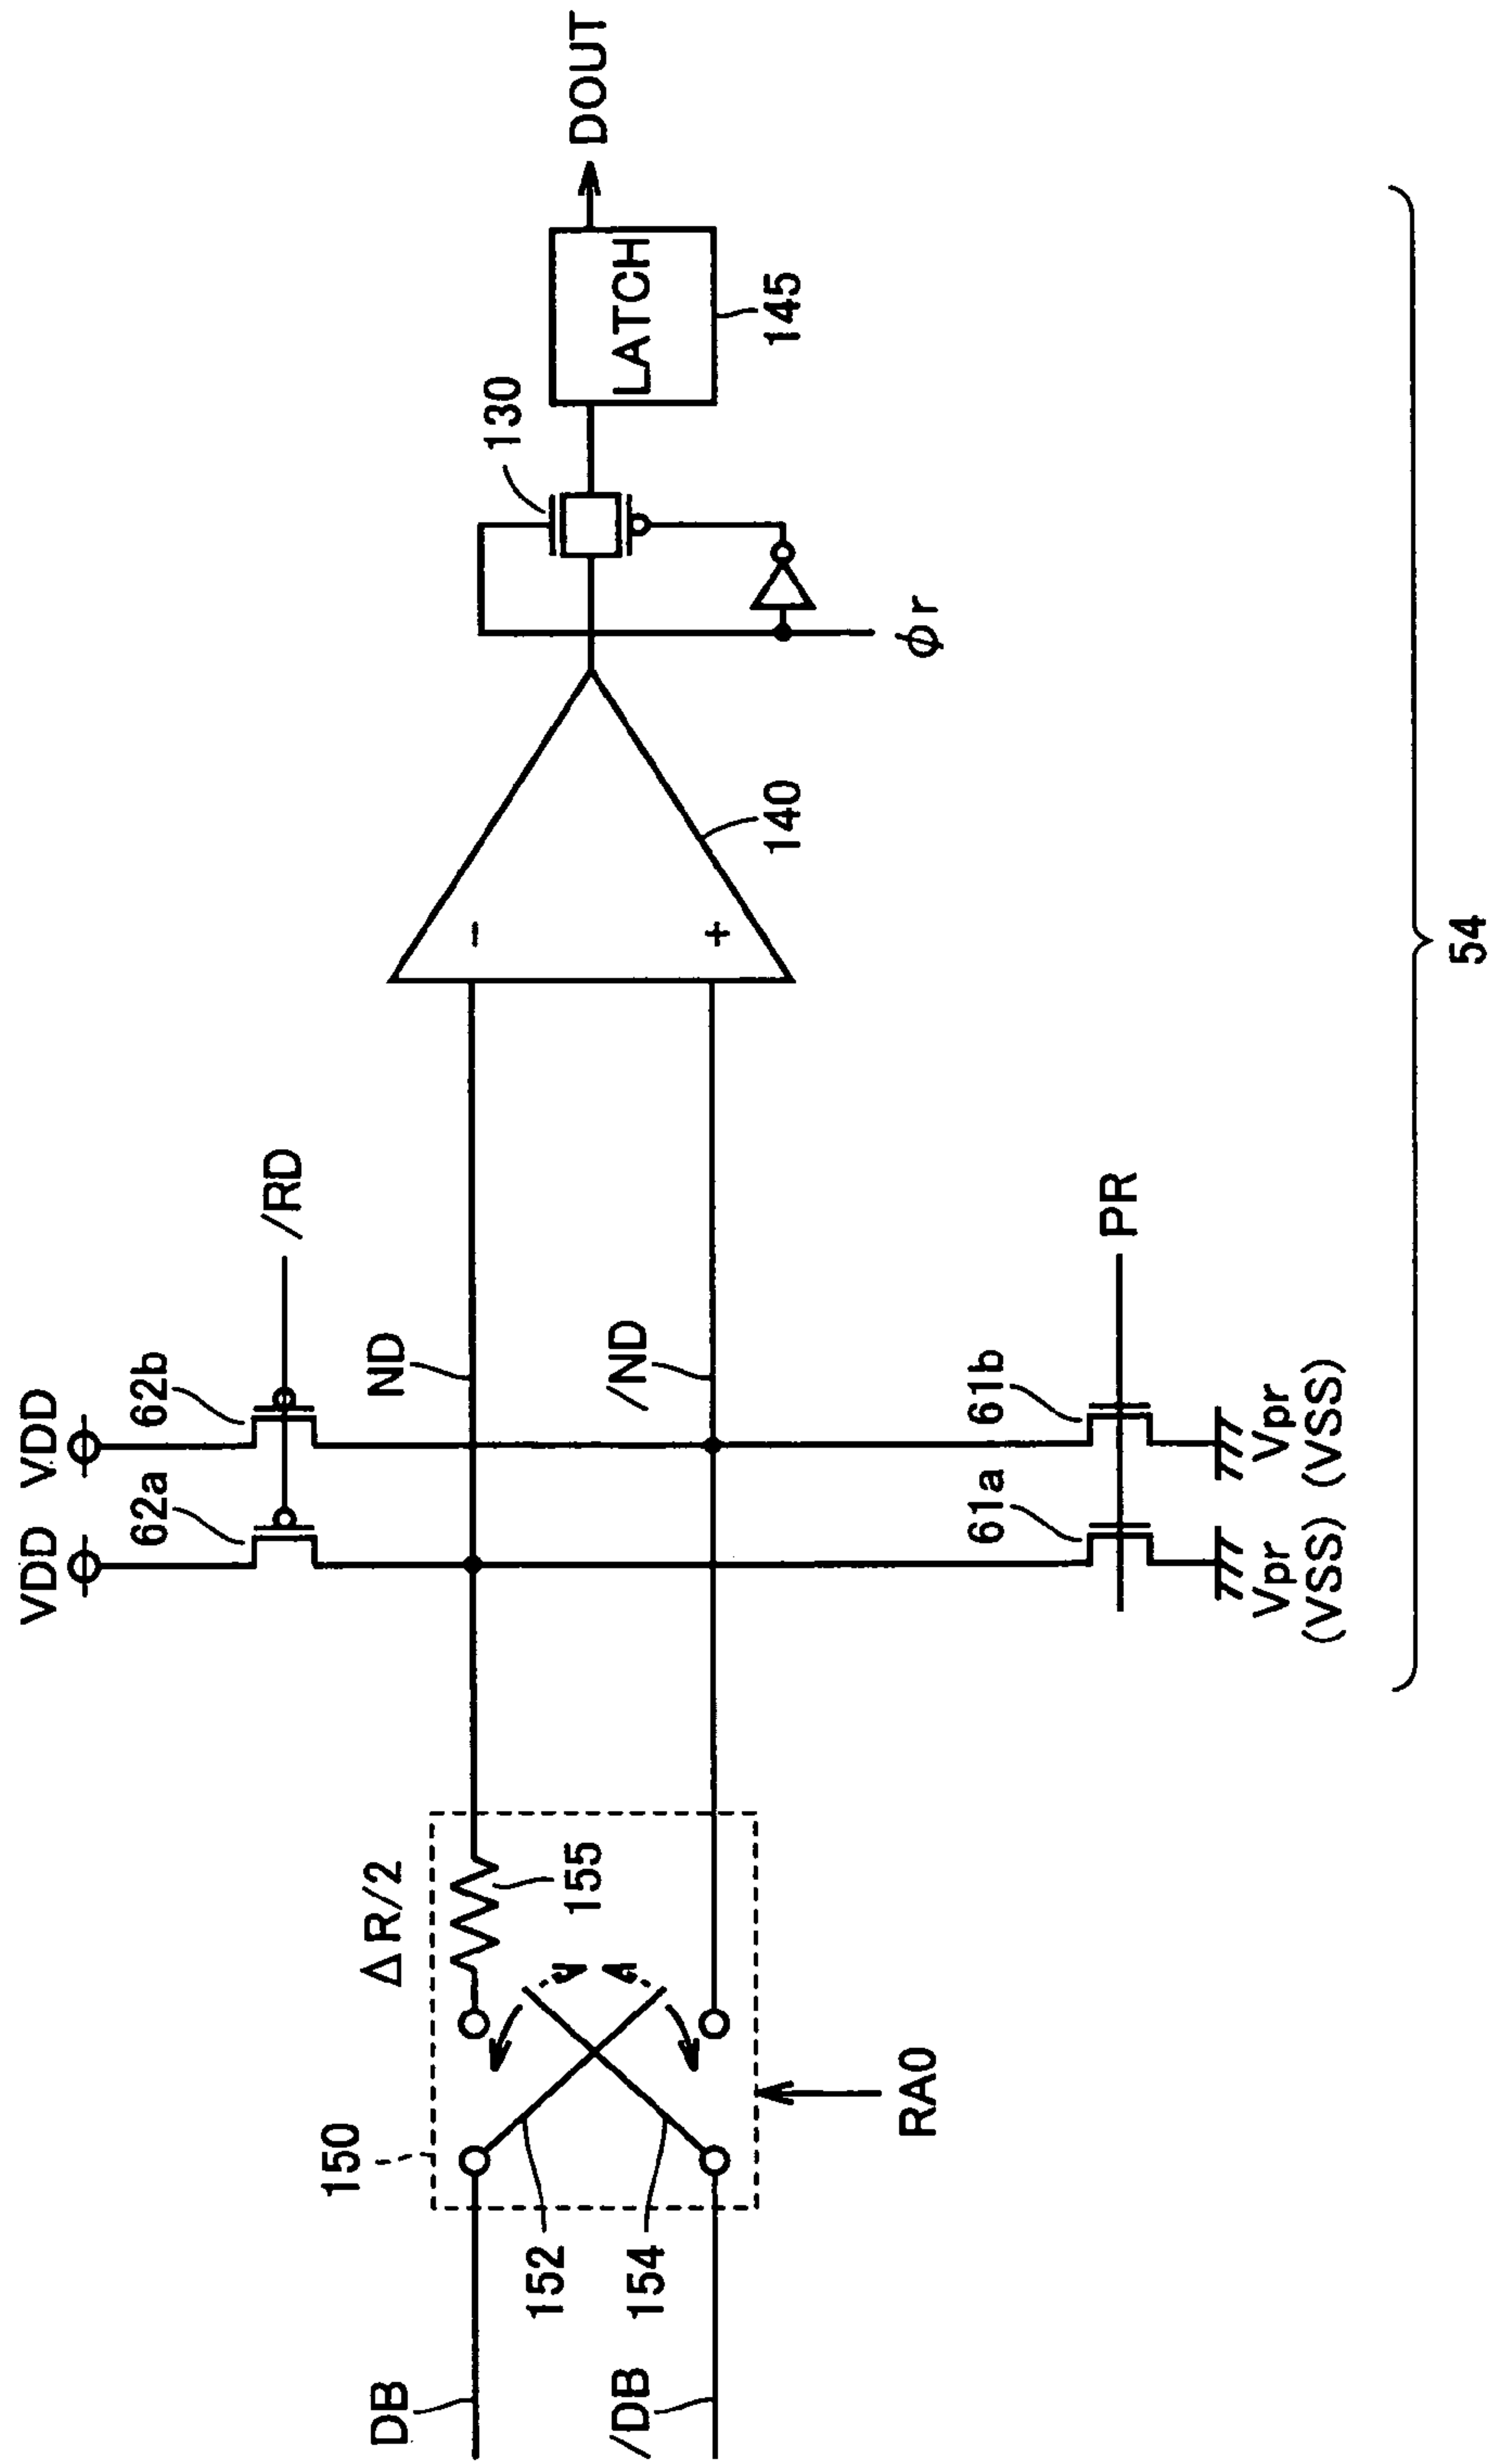 VDD VDD
62a 62b
/RD
ΔR/2
150
DB
152
154
/DB
155
RA0
ND
/ND
-
+
140
130
φr
LATCH
145
DOUT
61a 61b
PR
Vpr Vpr
(VSS) (VSS)
54